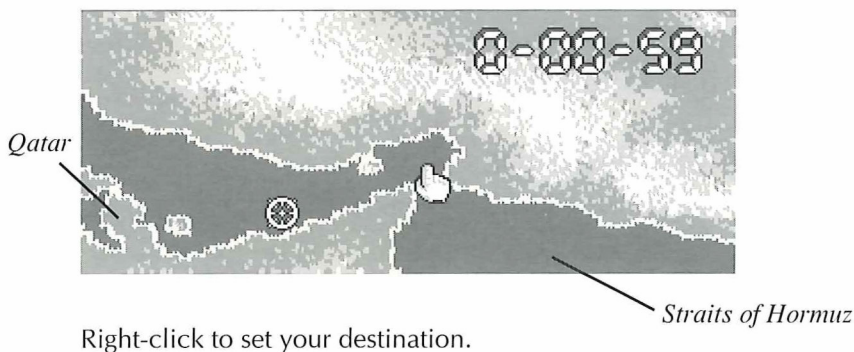 0-00-59
Qatar
Straits of Hormuz
Right-click to set your destination.